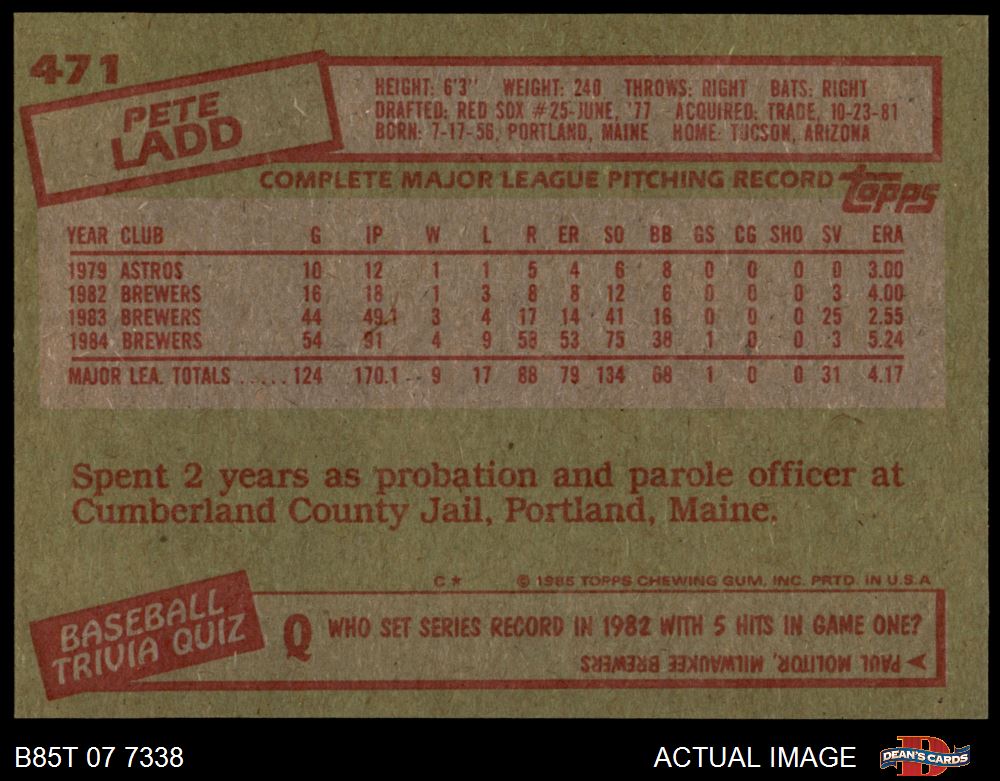 471
PETE
LADD
HEIGHT: 6'3" WEIGHT: 240 THROWS: RIGHT BATS: RIGHT
DRAFTED: RED SOX #25-JUNE, '77 ACQUIRED: TRADE, 10-23-81
BORN: 7-17-56, PORTLAND, MAINE HOME: TUCSON, ARIZONA
COMPLETE MAJOR LEAGUE PITCHING RECORD
TOPPS
YEAR CLUB G IP W L R ER SO BB GS CG SHO SV ERA
1979 ASTROS 10 12 1 1 5 4 6 8 0 0 0 0 3.00
1982 BREWERS 16 18 1 3 8 8 12 6 0 0 0 3 4.00
1983 BREWERS 44 49.1 3 4 17 14 41 16 0 0 0 25 2.55
1984 BREWERS 54 91 4 9 58 53 75 38 1 0 0 3 5.24
MAJOR LEA. TOTALS ..... 124 170.1 9 17 88 79 134 68 1 0 0 31 4.17
Spent 2 years as probation and parole officer at
Cumberland County Jail, Portland, Maine.
C* © 1985 TOPPS CHEWING GUM, INC. PRTD. IN U.S.A
BASEBALL
TRIVIA QUIZ
Q WHO SET SERIES RECORD IN 1982 WITH 5 HITS IN GAME ONE?
PAUL MOLITOR, MILWAUKEE BREWERS
B85T 07 7338
ACTUAL IMAGE
DEAN'S CARDS